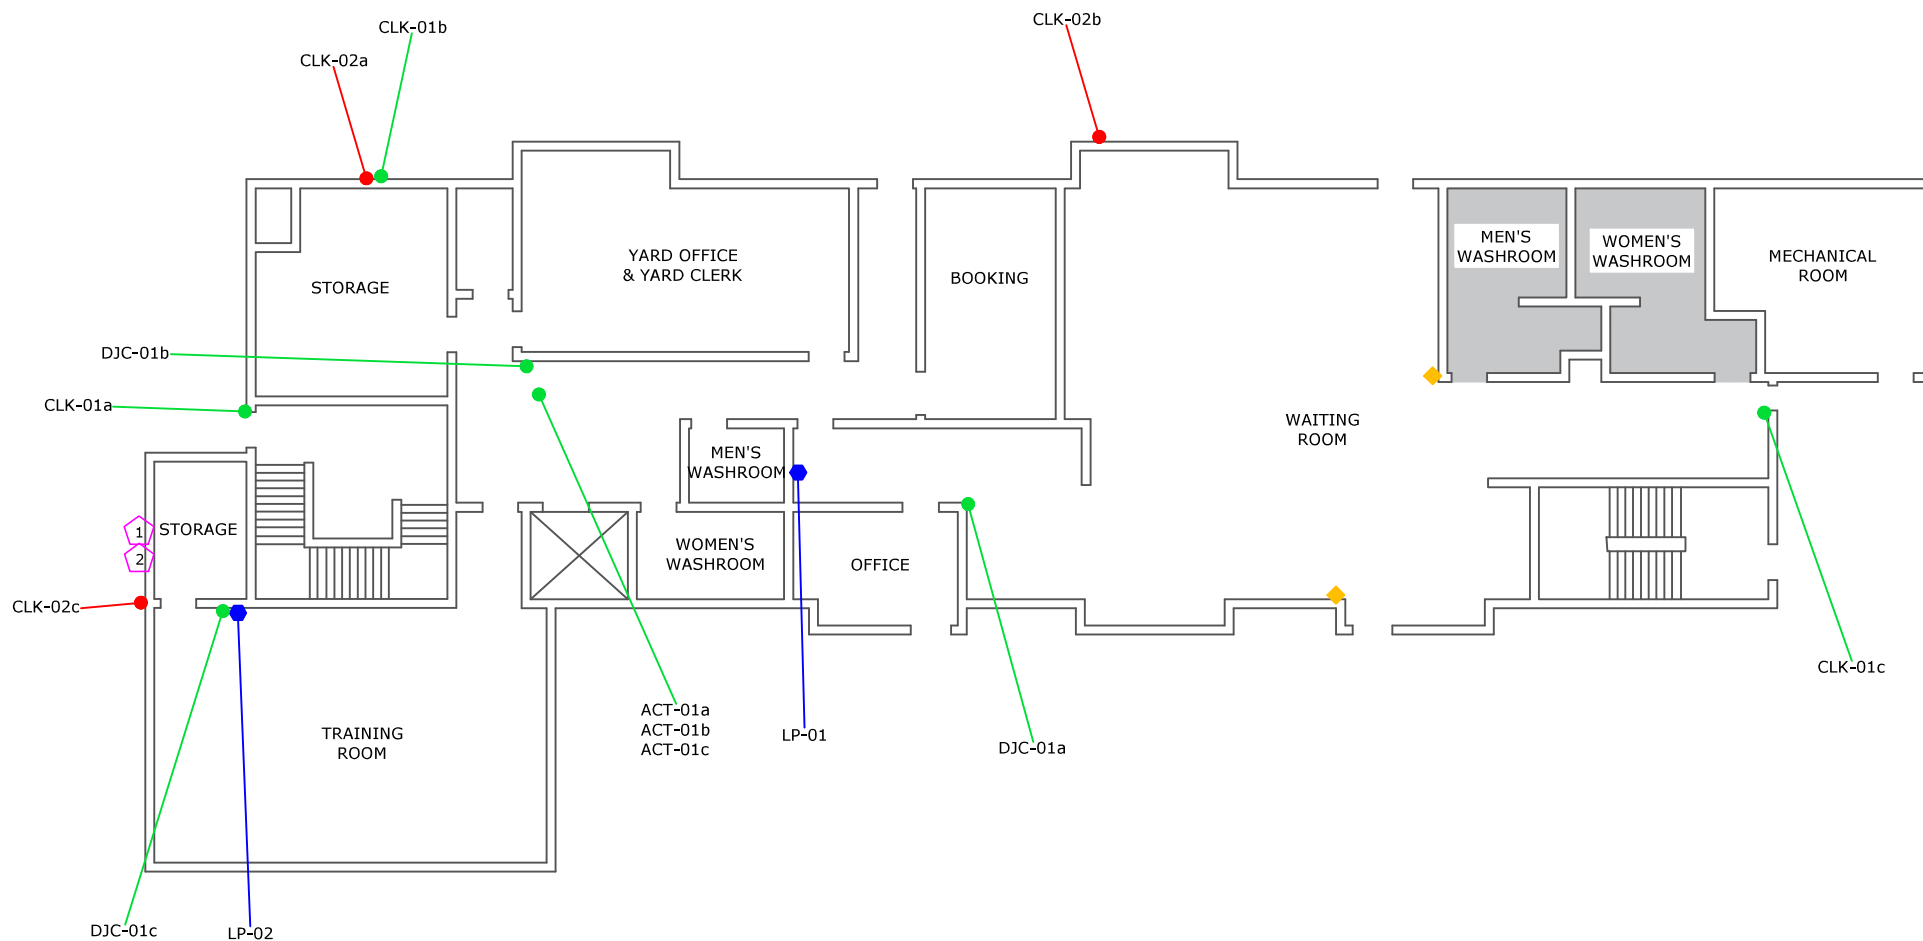 CLK-02b
CLK-01b
CLK-02a
MEN'S
WASHROOM
WOMEN'S
WASHROOM
YARD OFFICE
& YARD CLERK
MECHANICAL
ROOM
BOOKING
STORAGE
DJC-01b
CLK-01a
WAITING
ROOM
MEN'S
WASHROOM
1
STORAGE
2
WOMEN'S
WASHROOM
OFFICE
CLK-02c
CLK-01c
ACT-01a
ACT-01b
ACT-01c
TRAINING
ROOM
LP-01
DJC-01a
DJC-01c
LP-02